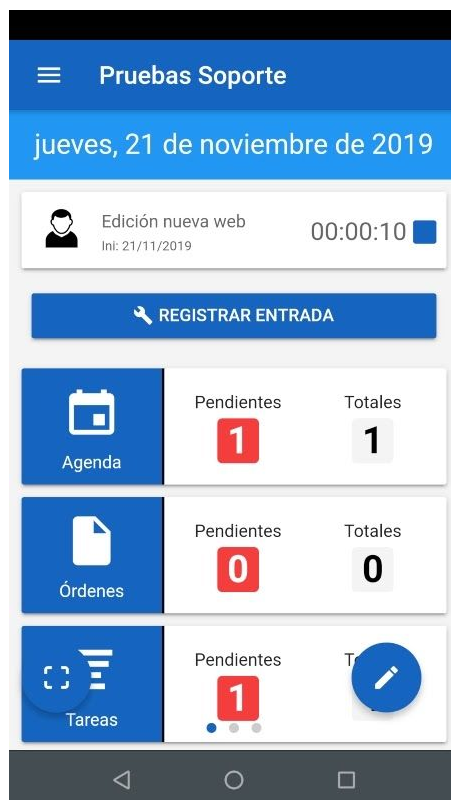 Pruebas Soporte
jueves, 21 de noviembre de 2019
Edición nueva web
Ini: 21/11/2019
00:00:10
REGISTRAR ENTRADA
Agenda
Pendientes
1
Totales
1
Órdenes
Pendientes
0
Totales
0
Tareas
Pendientes
1